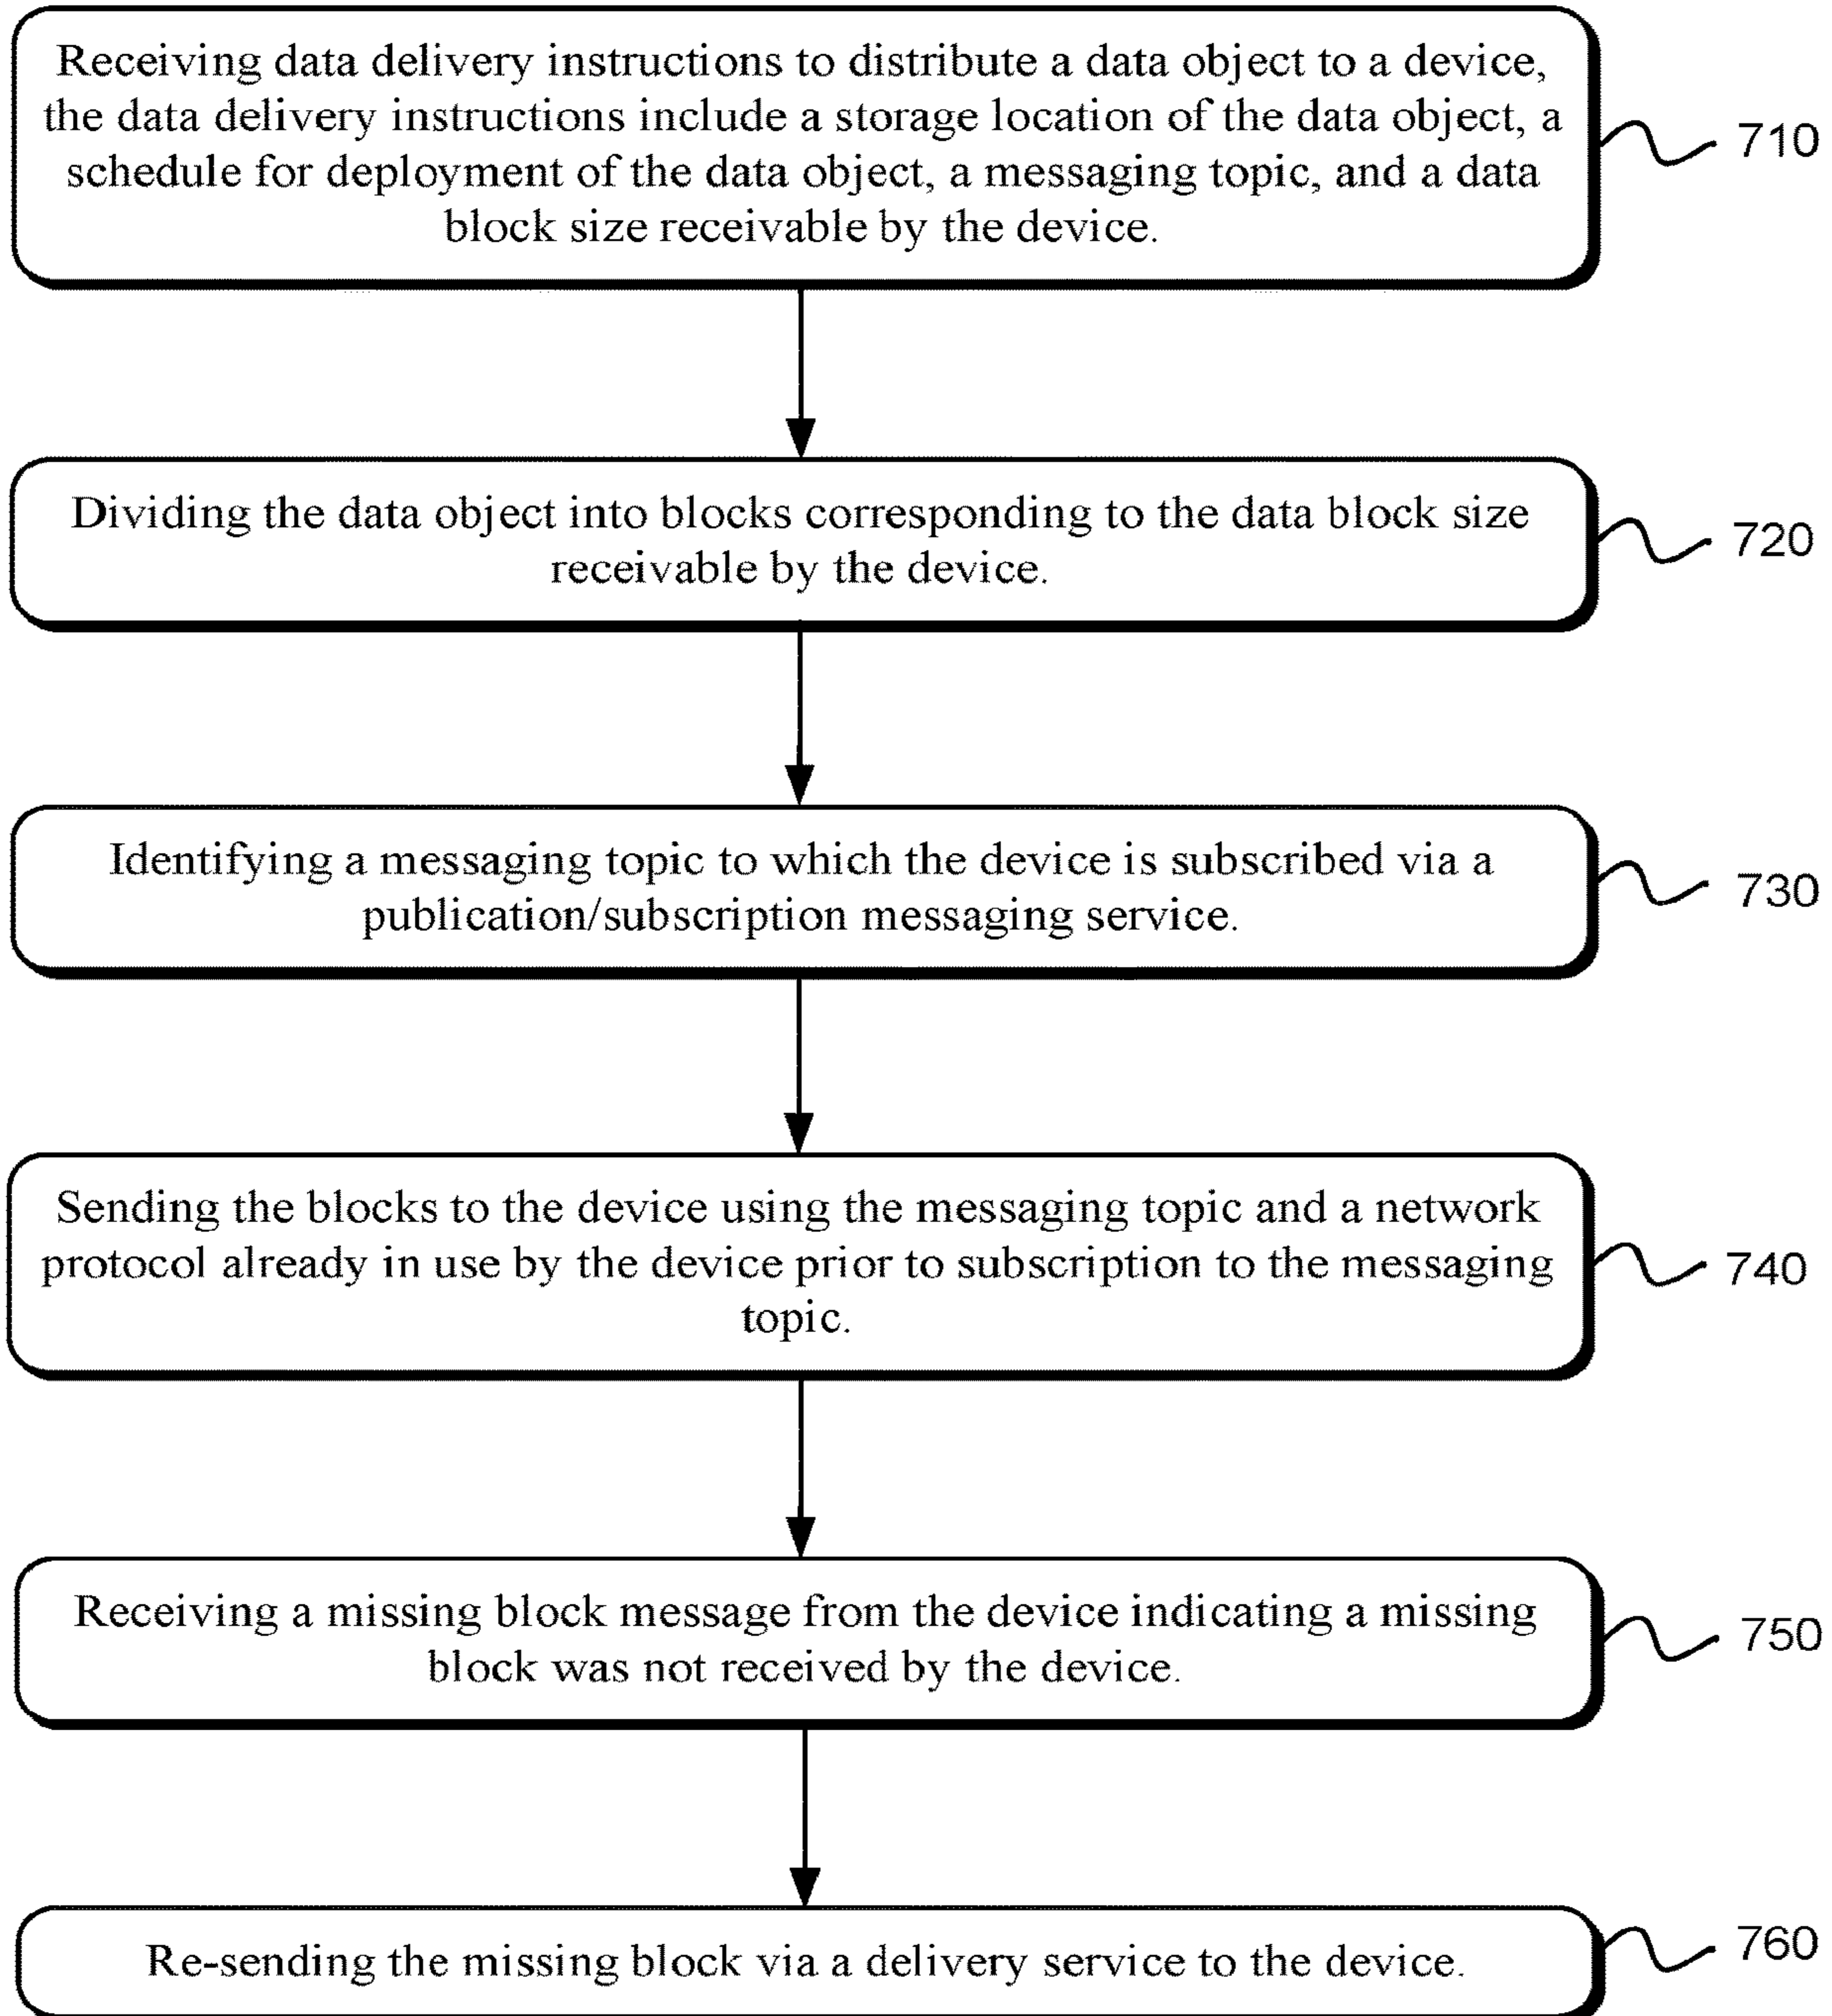 Receiving data delivery instructions to distribute a data object to a device,
the data delivery instructions include a storage location of the data object, a
schedule for deployment of the data object, a messaging topic, and a data
block size receivable by the device.
710
Dividing the data object into blocks corresponding to the data block size
receivable by the device.
720
Identifying a messaging topic to which the device is subscribed via a
publication/subscription messaging service.
730
Sending the blocks to the device using the messaging topic and a network
protocol already in use by the device prior to subscription to the messaging
topic.
740
Receiving a missing block message from the device indicating a missing
block was not received by the device.
750
Re-sending the missing block via a delivery service to the device.
760